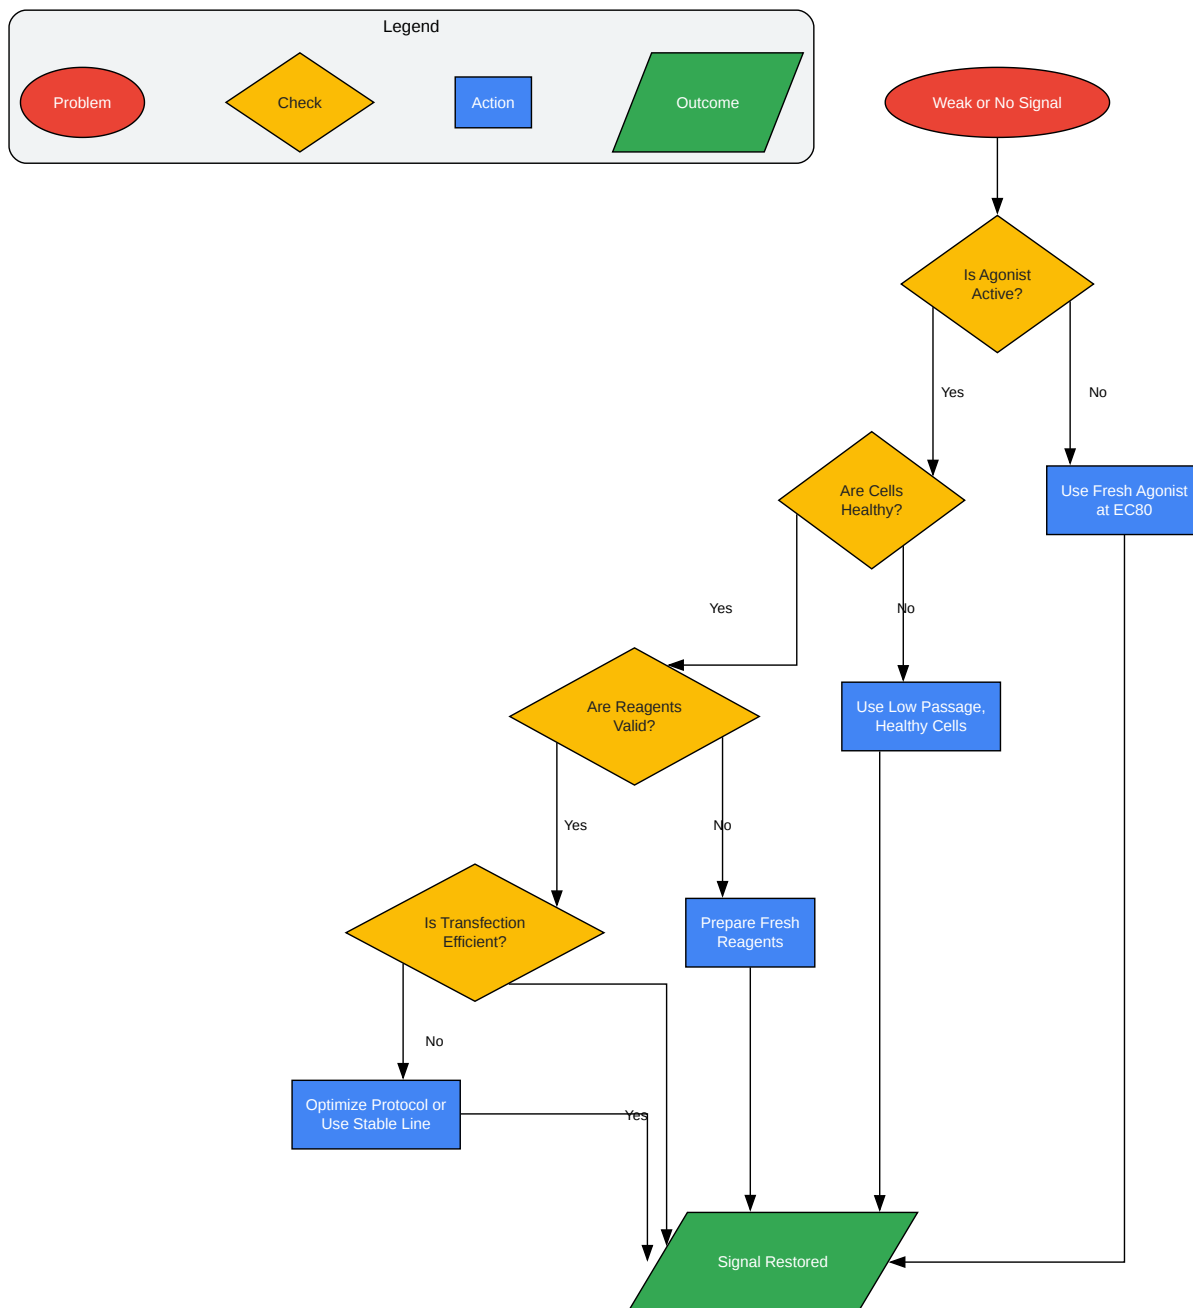 Legend
Problem
Check
Action
Outcome
Weak or No Signal
Is Agonist
Active?
Yes
No
Are Cells
Healthy?
Use Fresh Agonist
at EC80
Yes
No
Are Reagents
Valid?
Use Low Passage,
Healthy Cells
Yes
No
Is Transfection
Efficient?
Prepare Fresh
Reagents
No
Optimize Protocol or
Use Stable Line
Yes
Signal Restored